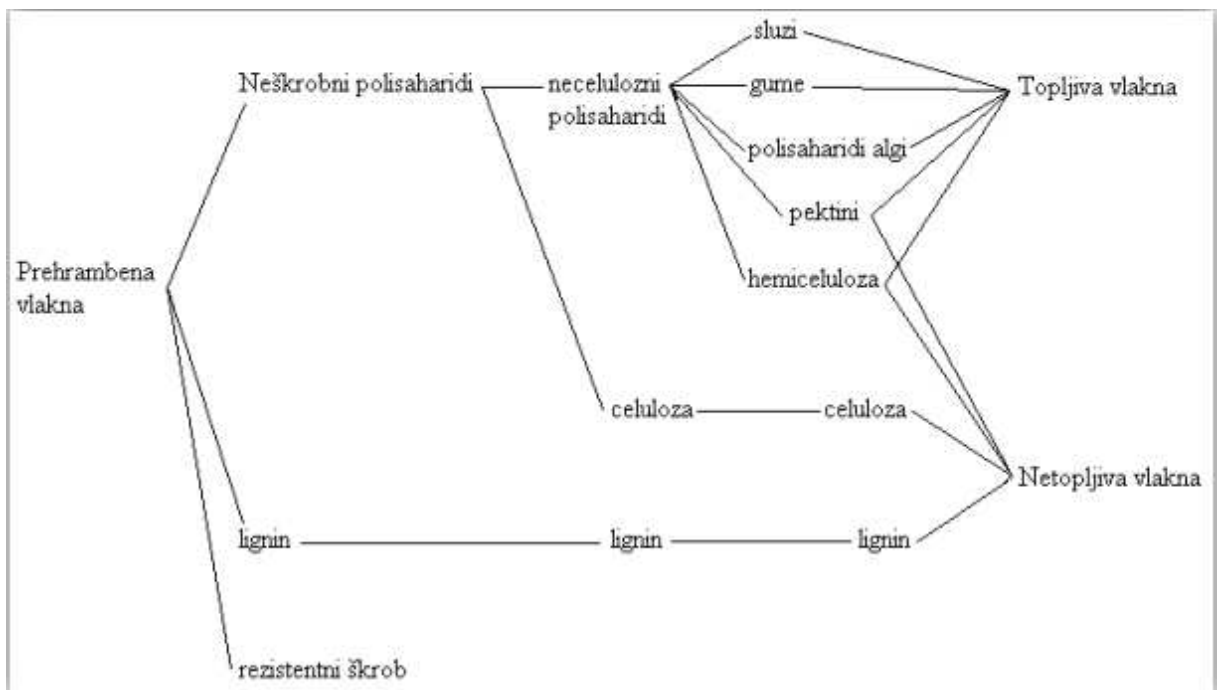 sluzi
Neškrobni polisaharidi
necelulozni
polisaharidi
gume
Topljiva vlakna
polisaharidi algi
pektini
Prehrambena
vlakna
hemiceluloza
celuloza
celuloza
Netopljiva vlakna
lignin
lignin
lignin
rezistentni škrob